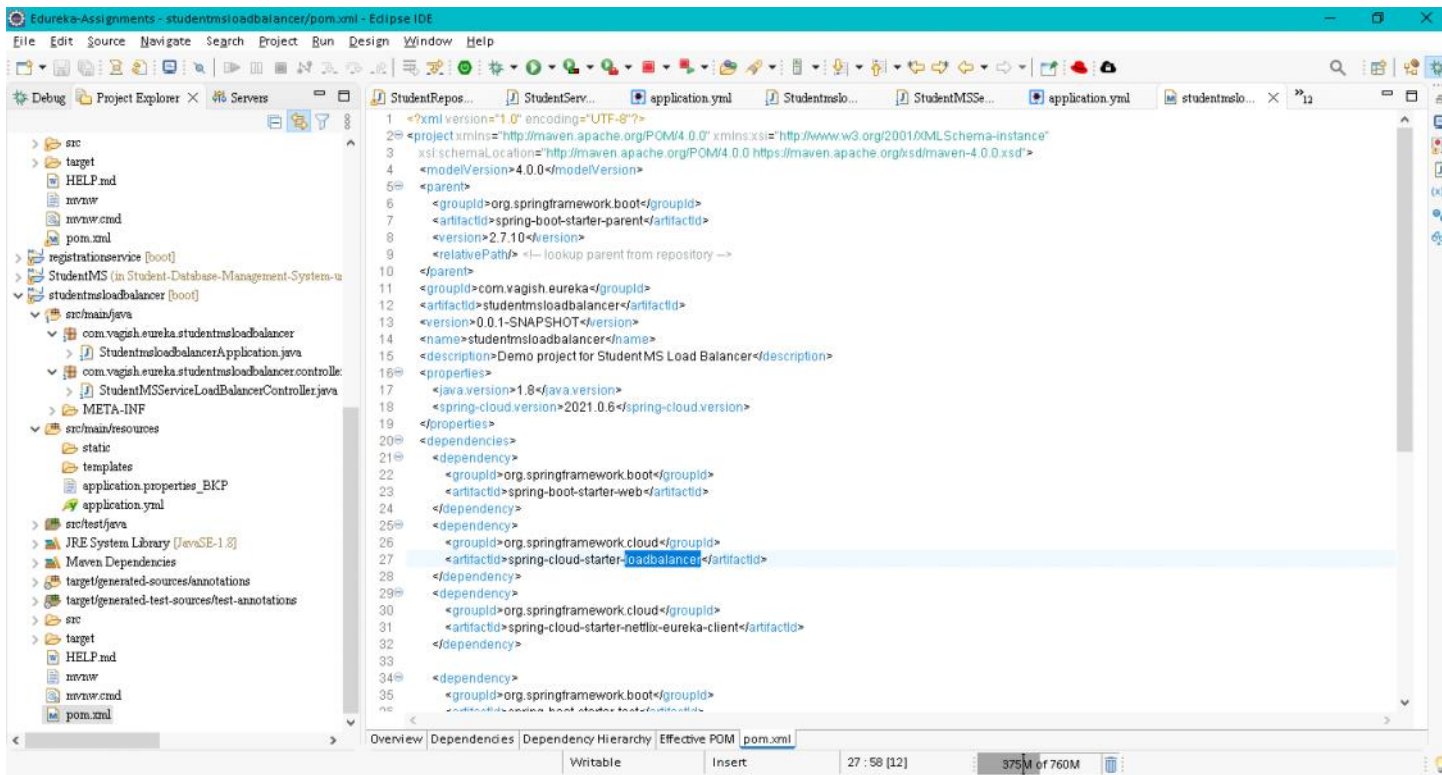 Edureka-Assignments - studentmsloadbalancer/pom.xml - Eclipse IDE
File Edit Source Navigate Search Project Run Design Window Help
Debug Project Explorer Servers
StudentRepos... StudentServ... application.yml Studentmslo... StudentMSSe... application.yml studentmslo... 12
src
target
HELP.md
mvnw
mvnw.cmd
pom.xml
registrationservice [boot]
StudentMS (in Student-Database-Management-System-u
studentmsloadbalancer [boot]
src/main/java
com.vagish.eureka.studentmsloadbalancer
StudentmsloadbalancerApplication.java
com.vagish.eureka.studentmsloadbalancer.controlle
StudentMSServiceLoadBalancerController.java
META-INF
src/main/resources
static
templates
application.properties_BKP
application.yml
src/test/java
JRE System Library [JavaSE-1.8]
Maven Dependencies
target/generated-sources/annotations
target/generated-test-sources/test-annotations
src
target
HELP.md
mvnw
mvnw.cmd
pom.xml
1 <?xml version="1.0" encoding="UTF-8"?>
2 <project xmlns="http://maven.apache.org/POM/4.0.0" xmlns:xsi="http://www.w3.org/2001/XMLSchema-instance"
3 xsi:schemaLocation="http://maven.apache.org/POM/4.0.0 https://maven.apache.org/xsd/maven-4.0.0.xsd">
4 <modelVersion>4.0.0</modelVersion>
5 <parent>
6 <groupId>org.springframework.boot</groupId>
7 <artifactId>spring-boot-starter-parent</artifactId>
8 <version>2.7.10</version>
9 <relativePath/> <!-- lookup parent from repository -->
10 </parent>
11 <groupId>com.vagish.eureka</groupId>
12 <artifactId>studentmsloadbalancer</artifactId>
13 <version>0.0.1-SNAPSHOT</version>
14 <name>studentmsloadbalancer</name>
15 <description>Demo project for Student MS Load Balancer</description>
16 <properties>
17 <java.version>1.8</java.version>
18 <spring-cloud.version>2021.0.6</spring-cloud.version>
19 </properties>
20 <dependencies>
21 <dependency>
22 <groupId>org.springframework.boot</groupId>
23 <artifactId>spring-boot-starter-web</artifactId>
24 </dependency>
25 <dependency>
26 <groupId>org.springframework.cloud</groupId>
27 <artifactId>spring-cloud-starter-loadbalancer</artifactId>
28 </dependency>
29 <dependency>
30 <groupId>org.springframework.cloud</groupId>
31 <artifactId>spring-cloud-starter-netflix-eureka-client</artifactId>
32 </dependency>
33
34 <dependency>
35 <groupId>org.springframework.boot</groupId>
Overview Dependencies Dependency Hierarchy Effective POM pom.xml
Writable Insert 27 : 58 [12] 375M of 760M